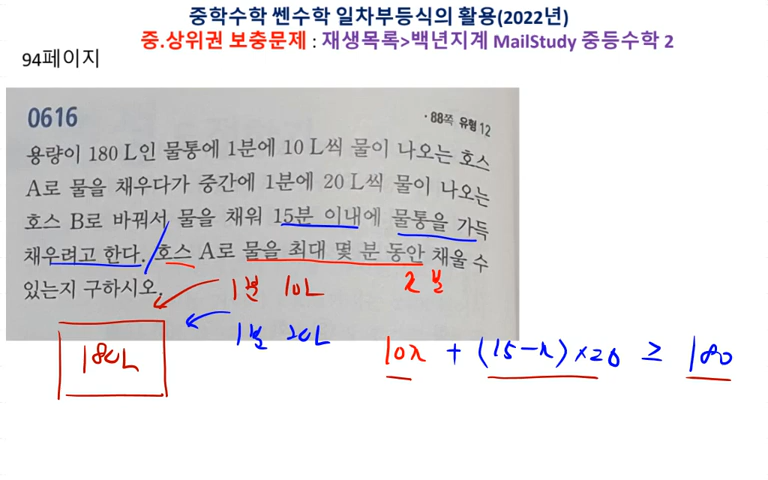 중학수학 쎈수학 일차부등식의 활용(2022년)
중.상위권 보충문제 : 재생목록>백년지계 MailStudy 중등수학 2
94페이지
0616
• 88쪽 유형 12
용량이 180 L인 물통에 1분에 10 L씩 물이 나오는 호스
A로 물을 채우다가 중간에 1분에 20 L씩 물이 나오는
호스 B로 바꿔서 물을 채워 15분 이내에 물통을 가득
채우려고 한다. 호스 A로 물을 최대 몇 분 동안 채울 수
있는지 구하시오.
1분 10L
x분
1분 20L
180L
10x + (15-x)×20 ≥ 180